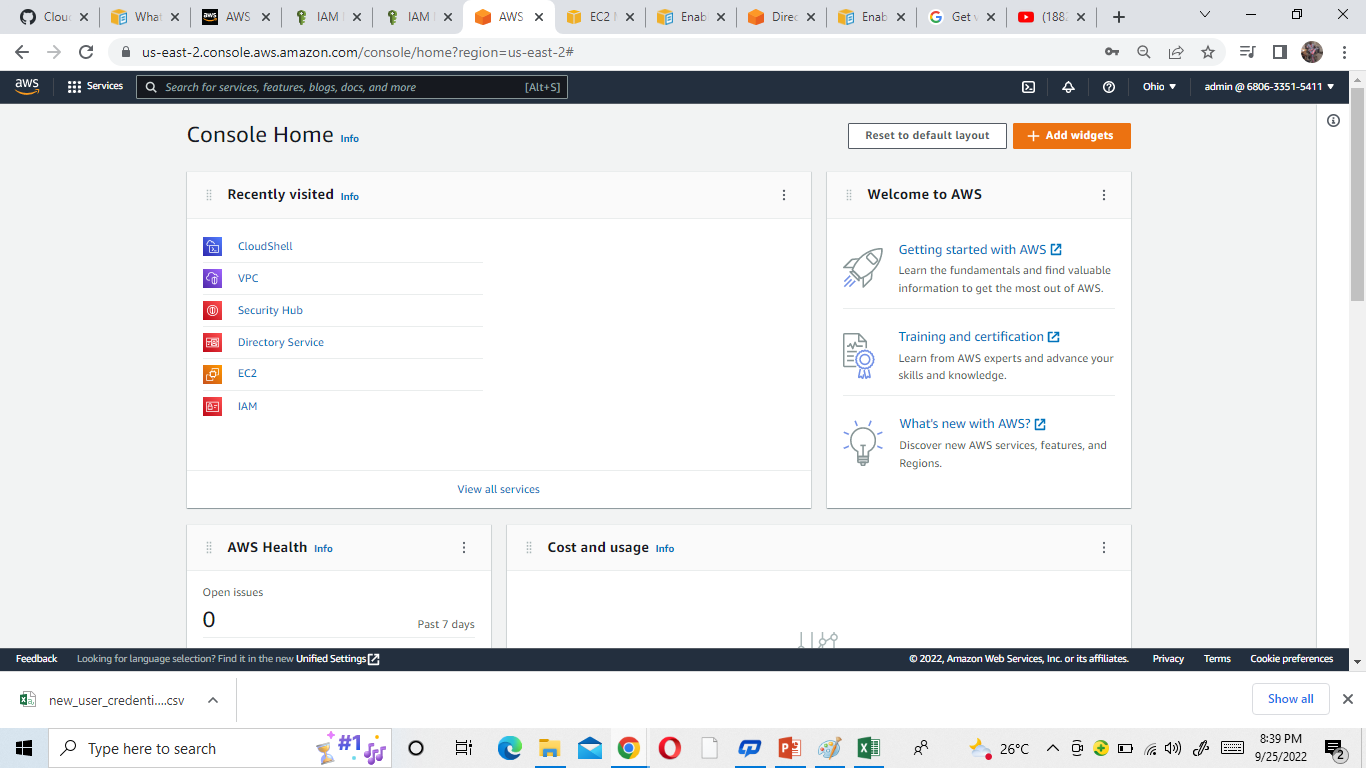 Cloud
What
AWS
IAM
IAM
AWS
EC2
Enab
Direc
Enab
Get v
(188
us-east-2.console.aws.amazon.com/console/home?region=us-east-2#
aws
Services
Search for services, features, blogs, docs, and more
[Alt+S]
Ohio
admin @ 6806-3351-5411
Console Home Info
Reset to default layout
Add widgets
Recently visited Info
CloudShell
VPC
Security Hub
Directory Service
EC2
IAM
View all services
Welcome to AWS
Getting started with AWS
Learn the fundamentals and find valuable
information to get the most out of AWS.
Training and certification
Learn from AWS experts and advance your
skills and knowledge.
What's new with AWS?
Discover new AWS services, features, and
Regions.
AWS Health Info
Open issues
0
Past 7 days
Cost and usage Info
Feedback
Looking for language selection? Find it in the new Unified Settings
© 2022, Amazon Web Services, Inc. or its affiliates.
Privacy
Terms
Cookie preferences
new_user_credenti....csv
Show all
Type here to search
#1
26°C
8:39 PM
9/25/2022
2